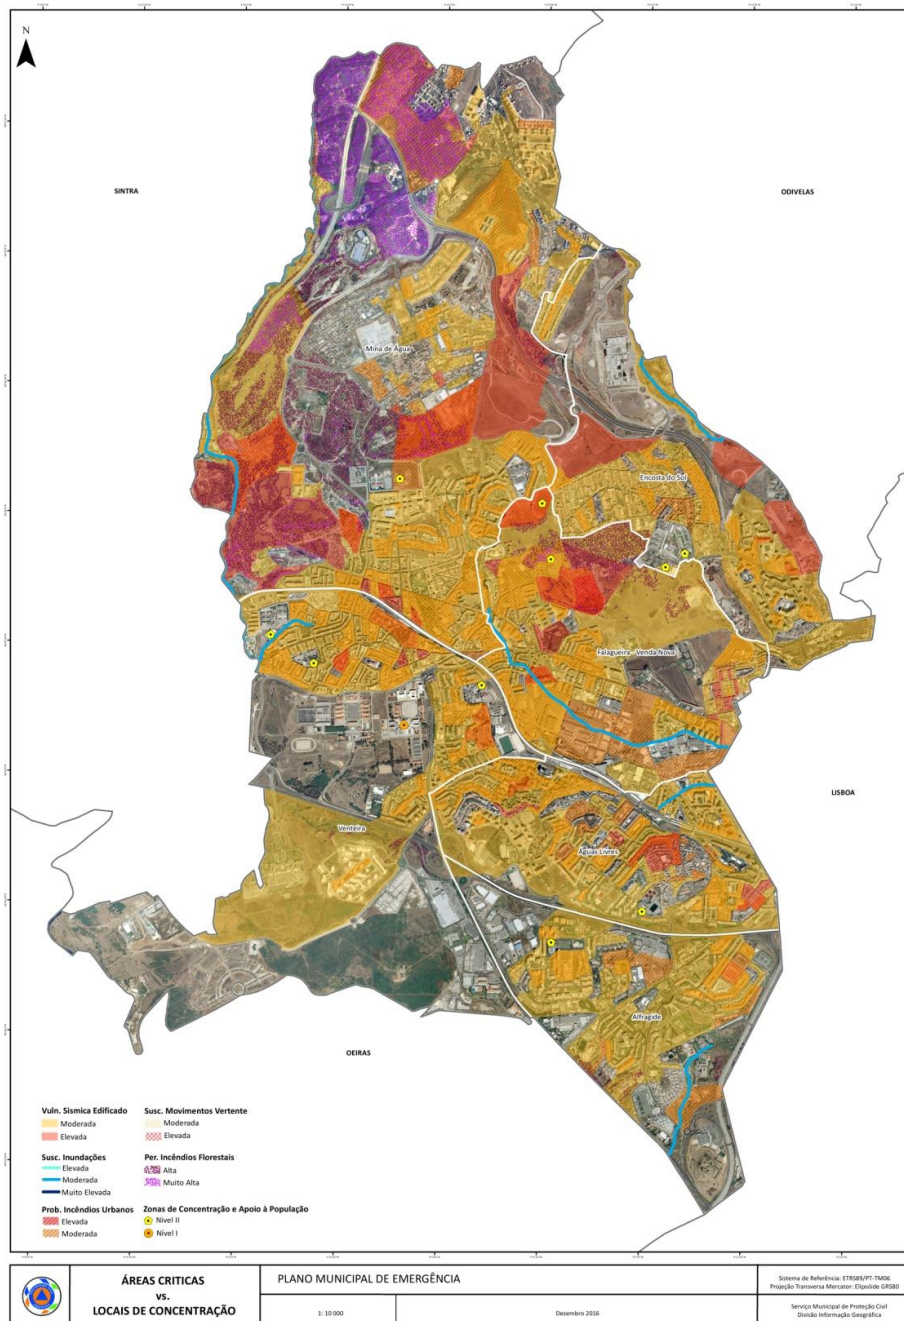 N
SINTRA
ODIVELAS
Mina de Água
Encosta do Sol
Falagueira - Venda Nova
LISBOA
Venteira
Águas Livres
Alfragide
OEIRAS
Vuln. Sismica Edificado
Moderada
Elevada
Susc. Movimentos Vertente
Moderada
Elevada
Susc. Inundações
Elevada
Moderada
Muito Elevada
Per. Incêndios Florestais
Alta
Muito Alta
Prob. Incêndios Urbanos
Elevada
Moderada
Zonas de Concentração e Apoio à População
Nivel II
Nível I
ÁREAS CRITICAS
vs.
LOCAIS DE CONCENTRAÇÃO
PLANO MUNICIPAL DE EMERGÊNCIA
1: 10 000
Dezembro 2016
Sistema de Referência: ETRS89/PT-TM06
Projeção Transversa Mercator: Elipsóide GRS80
Serviço Municipal de Proteção Civil
Divisão Informação Geográfica